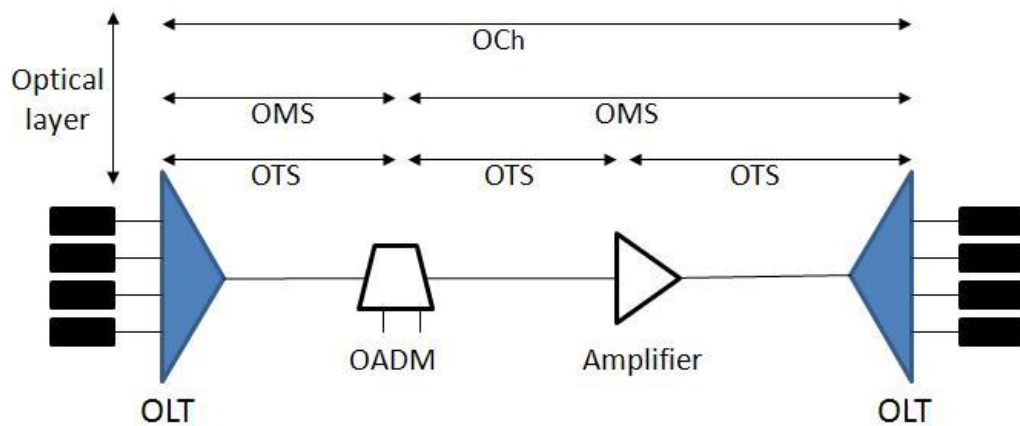 OCh
Optical
layer
OMS OMS
OTS OTS OTS
OADM Amplifier
OLT OLT